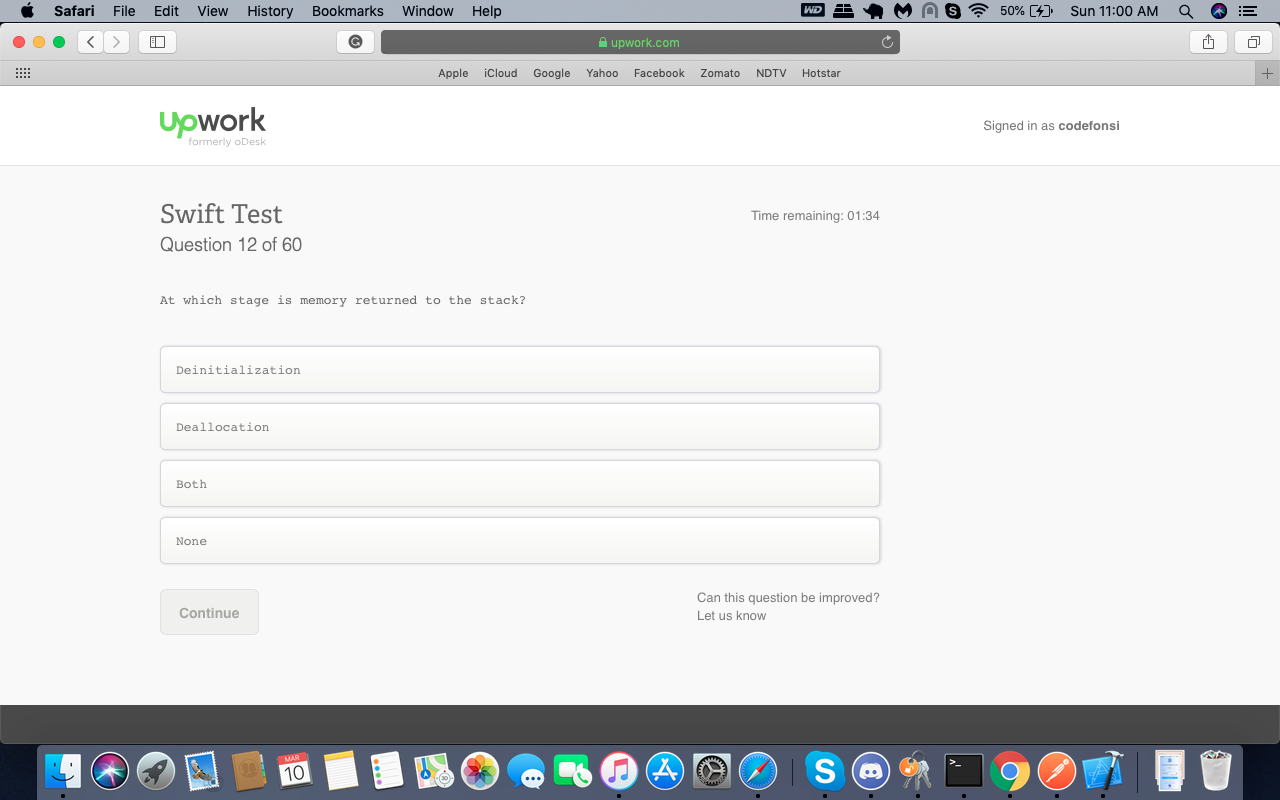 Safari File Edit View History Bookmarks Window Help WD S 50% Sun 11:00 AM
G upwork.com
Apple iCloud Google Yahoo Facebook Zomato NDTV Hotstar
upwork
formerly oDesk
Signed in as codefonsi
Swift Test
Time remaining: 01:34
Question 12 of 60
At which stage is memory returned to the stack?
Deinitialization
Deallocation
Both
None
Continue
Can this question be improved?
Let us know
MAR
10
S
>_